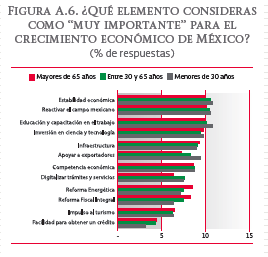 FIGURA A.6. ¿QUÉ ELEMENTO CONSIDERAS
COMO “MUY IMPORTANTE” PARA EL
CRECIMIENTO ECONÓMICO DE MÉXICO?
(% de respuestas)
Mayores de 65 años Entre 30 y 65 años Menores de 30 años
Estabilidad económica
Reactivar el campo mexicano
Educación y capacitación en el trabajo
Inversión en ciencia y tecnología
Infraestructura
Apoyar a exportadores
Competencia económica
Digitalizar trámites y servicios
Reforma Energética
Reforma Fiscal Integral
Impulsa al turismo
Facilidad para obtener un crédito
- 5 10 15